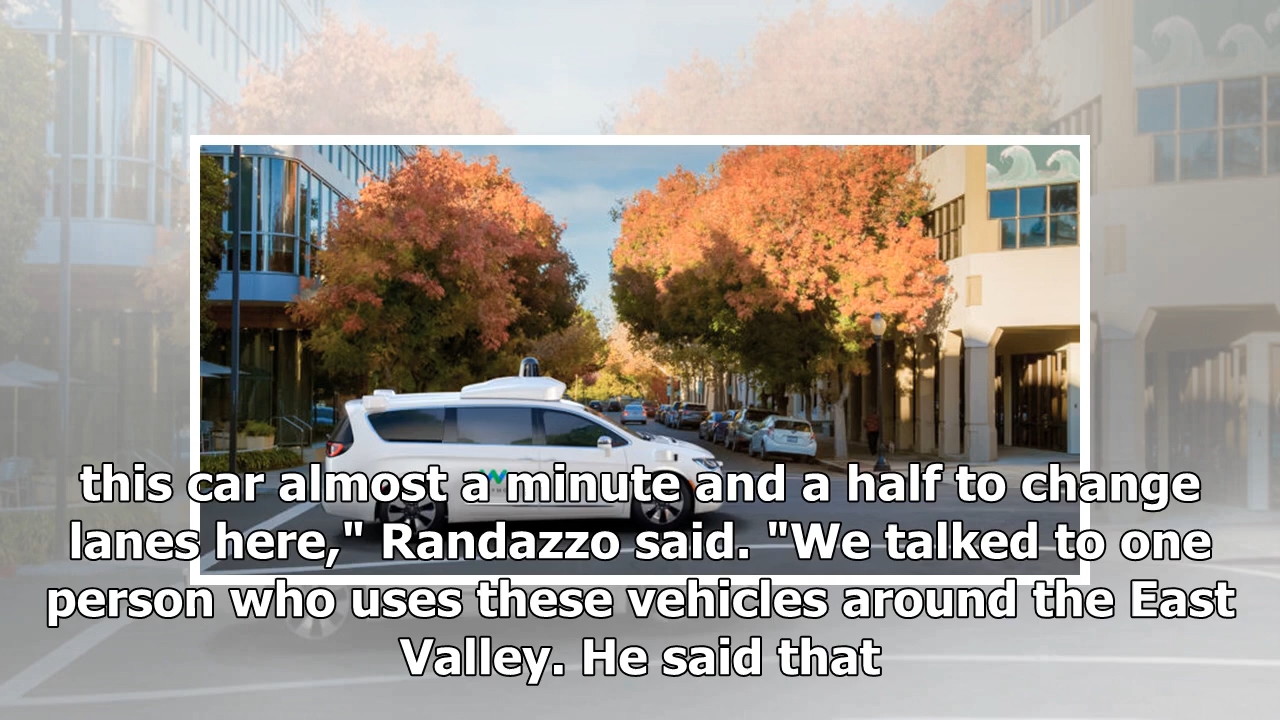 this car almost a minute and a half to change
lanes here," Randazzo said. "We talked to one
person who uses these vehicles around the East
Valley. He said that